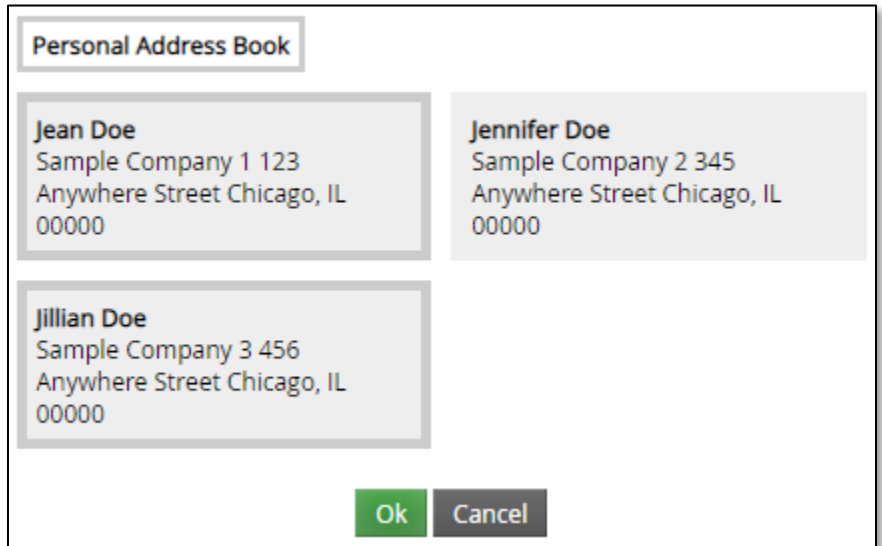 Personal Address Book
Jean Doe
Sample Company 1 123
Anywhere Street Chicago, IL
00000
Jennifer Doe
Sample Company 2 345
Anywhere Street Chicago, IL
00000
Jillian Doe
Sample Company 3 456
Anywhere Street Chicago, IL
00000
Ok
Cancel